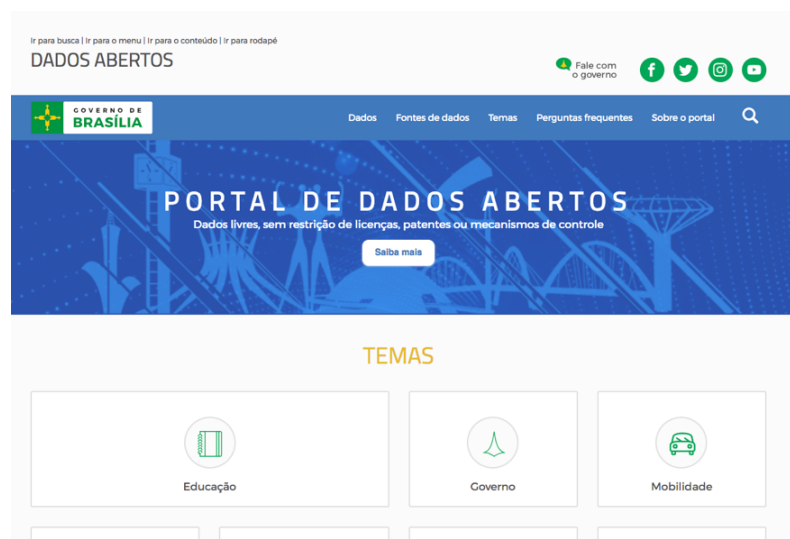 Ir para busca | Ir para o menu | Ir para o conteúdo | Ir para rodapé
DADOS ABERTOS
Fale com
o governo
GOVERNO DE
BRASÍLIA
Dados Fontes de dados Temas Perguntas frequentes Sobre o portal
PORTAL DE DADOS ABERTOS
Dados livres, sem restrição de licenças, patentes ou mecanismos de controle
Saiba mais
TEMAS
Educação Governo Mobilidade